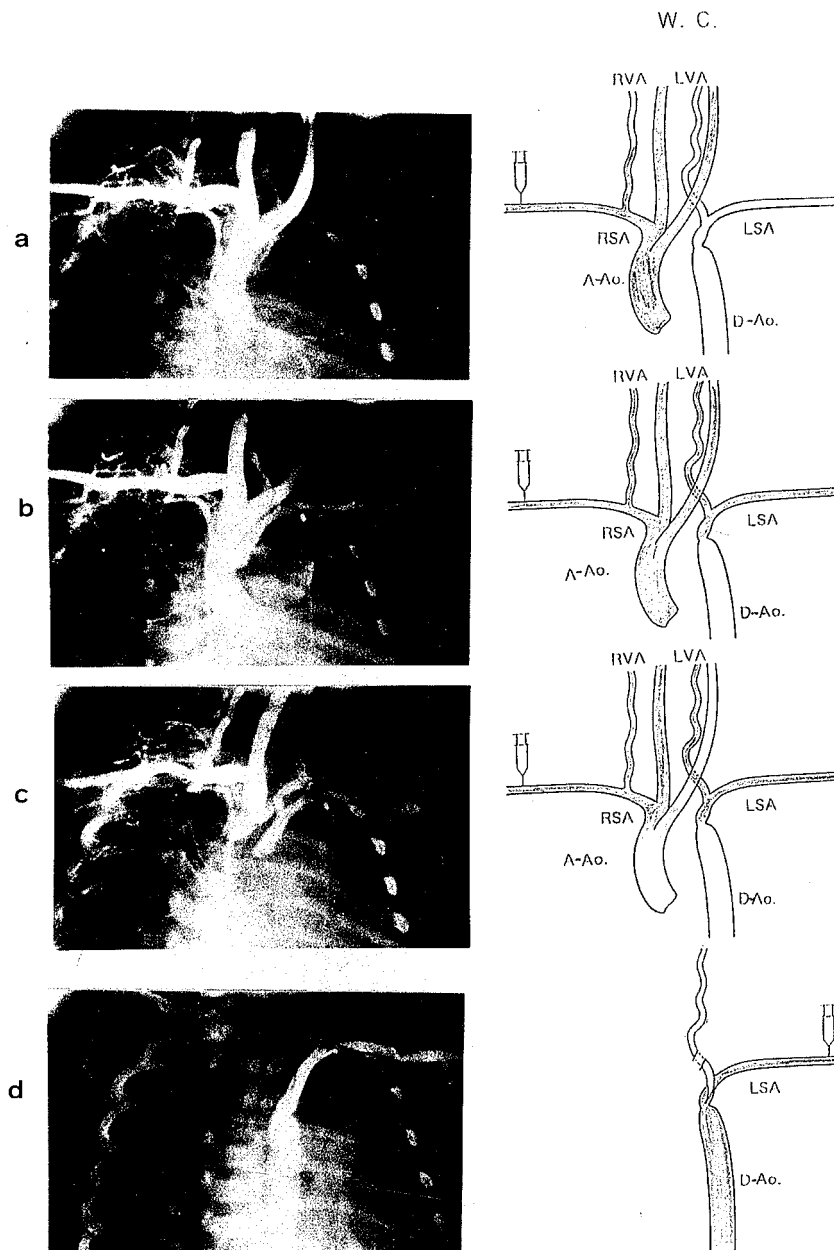 W. C.
RVA LVA
a
RSA LSA
A-Ao.
D-Ao.
RVA LVA
b
RSA LSA
A-Ao.
D-Ao.
RVA LVA
c
RSA LSA
A-Ao.
D-Ao.
d
LSA
D-Ao.